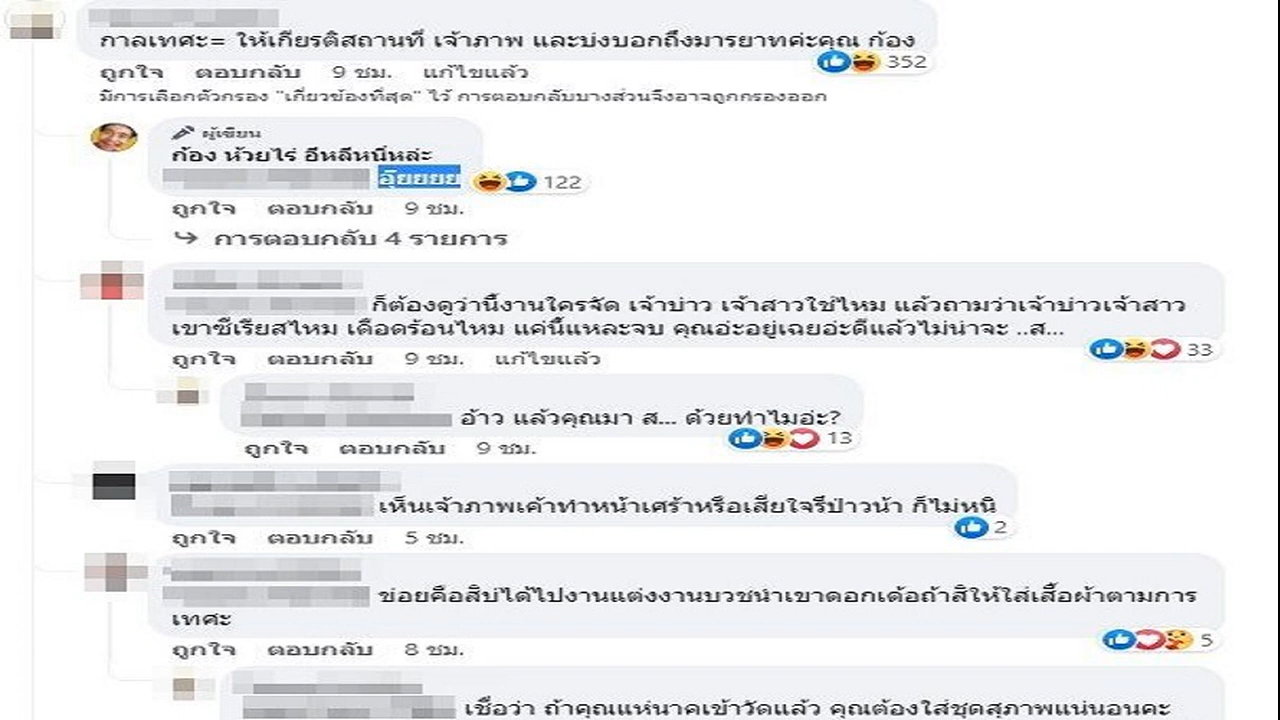 กาลเทศะ= ให้เกียรติสถานที่ เจ้าภาพ และบ่งบอกถึงมารยาทค่ะคุณ ก้อง
352
ถูกใจ ตอบกลับ 9 ชม. แก้ไขแล้ว
มีการเลือกตัวกรอง "เกี่ยวข้องที่สุด" ไว้ การตอบกลับบางส่วนจึงอาจถูกกรองออก
ผู้เขียน
ก้อง ห้วยไร่ อีหลีหนี่หล่ะ
อุ๊ยยยย 122
ถูกใจ ตอบกลับ 9 ชม.
การตอบกลับ 4 รายการ
ก็ต้องดูว่านี้งานใครจัด เจ้าบ่าว เจ้าสาวใช่ไหม แล้วถามว่าเจ้าบ่าวเจ้าสาว
เขาซีเรียสไหม เดือดร้อนไหม แค่นี้แหละจบ คุณอ่ะอยู่เฉยอ่ะดีแล้วไม่น่าจะ ..ส...
33
ถูกใจ ตอบกลับ 9 ชม. แก้ไขแล้ว
อ้าว แล้วคุณมา ส... ด้วยทำไมอ่ะ?
13
ถูกใจ ตอบกลับ 9 ชม.
เห็นเจ้าภาพเค้าทำหน้าเศร้าหรือเสียใจรึป่าวน้า ก็ไม่หนิ
2
ถูกใจ ตอบกลับ 5 ชม.
ข่อยคือสิบ่ได้ไปงานแต่งงานบวชนำเขาดอกเด้อถ้าสิให้ใส่เสื้อผ้าตามการ
เทศะ
5
ถูกใจ ตอบกลับ 8 ชม.
เชื่อว่า ถ้าคุณแห่นาคเข้าวัดแล้ว คุณต้องใส่ชุดสุภาพแน่นอนคะ